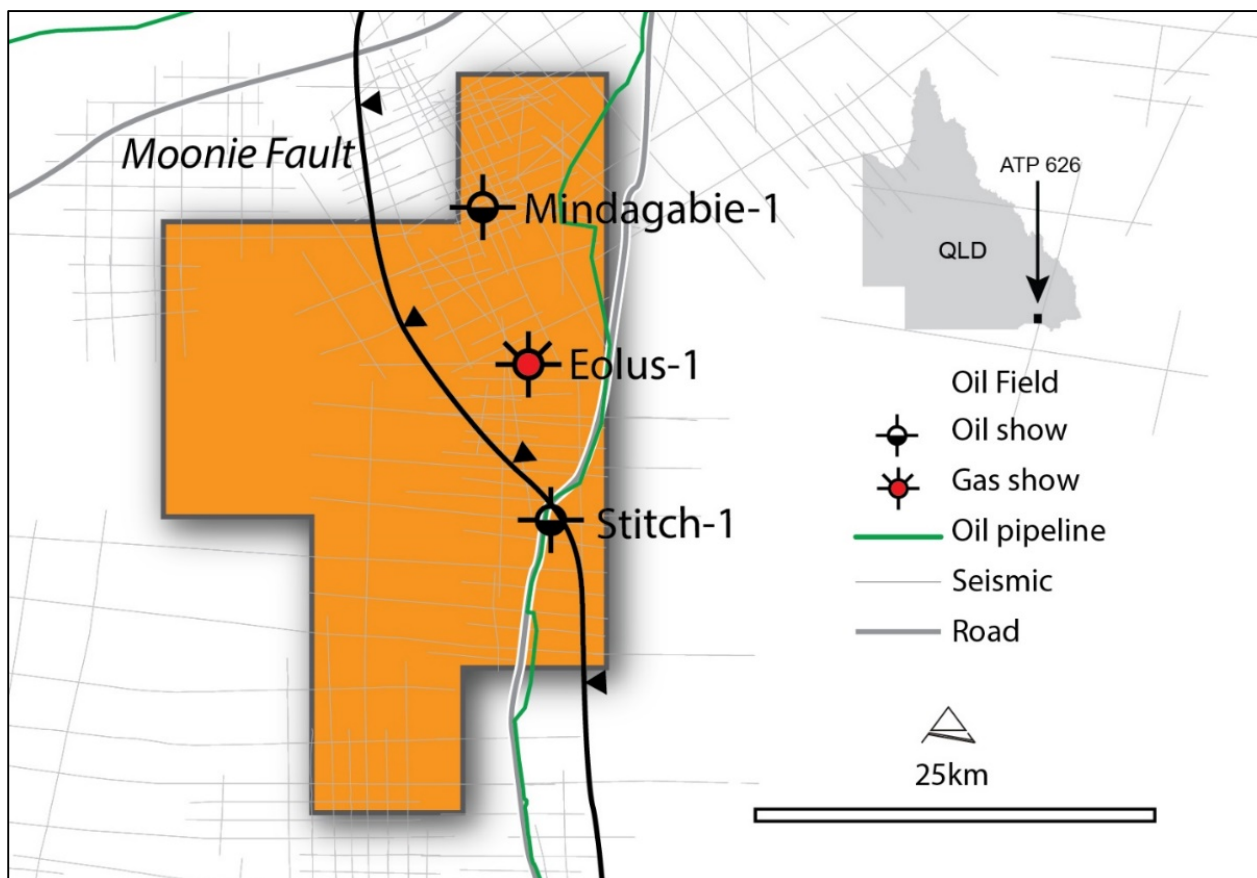 Moonie Fault
Mindagabie-1
Eolus-1
Stitch-1
ATP 626
QLD
Oil Field
Oil show
Gas show
Oil pipeline
Seismic
Road
25km